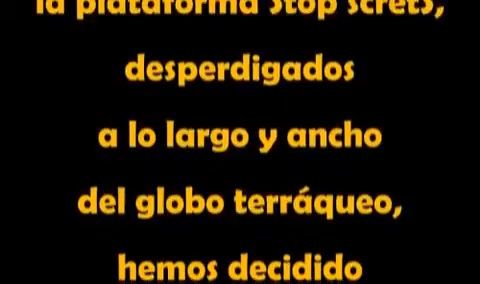 la plataforma Stop Screts,
desperdigados
a lo largo y ancho
del globo terráqueo,
hemos decidido